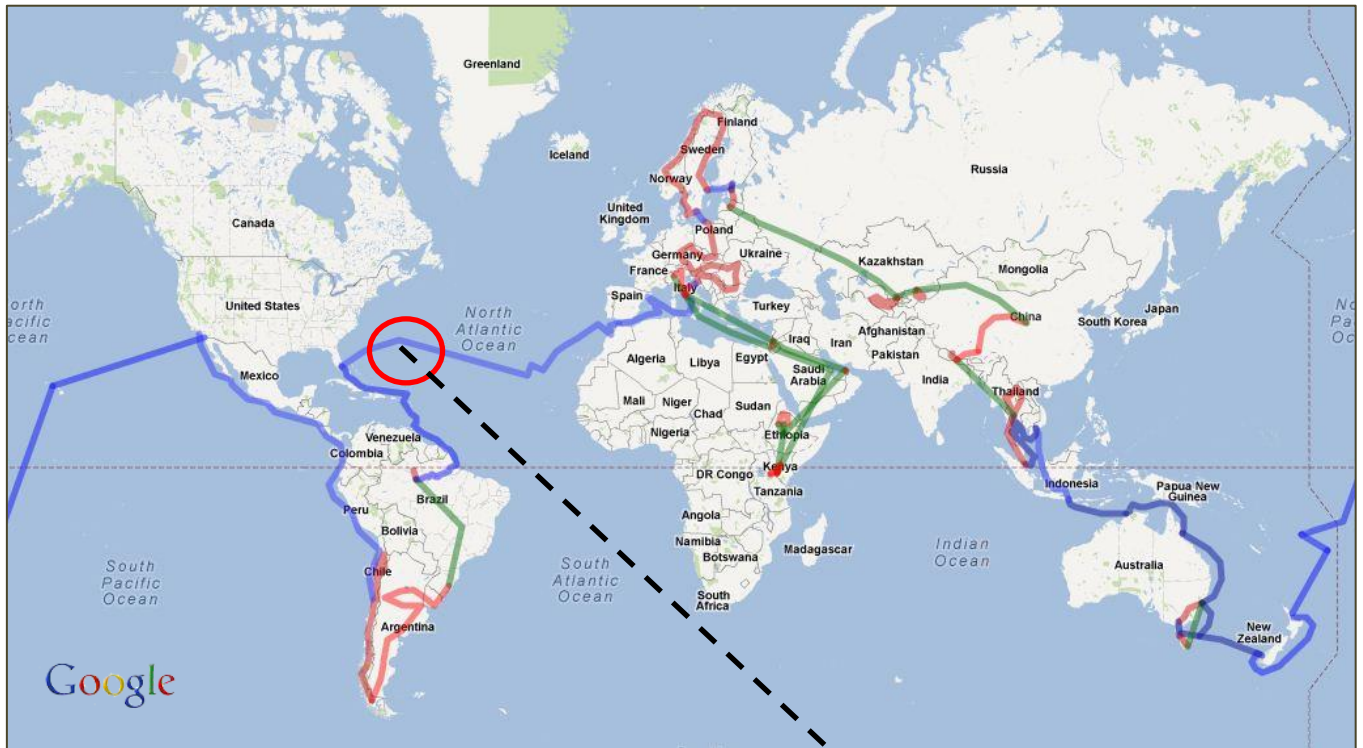 Greenland
Iceland
Finland
Sweden
Norway
Russia
Canada
United
Kingdom
Poland
Germany
Ukraine
France
Kazakhstan
Mongolia
Italy
Spain
United States
North
Atlantic
Ocean
Turkey
China
Japan
South Korea
orth
acific
cean
Afghanistan
Iraq
Iran
Pakistan
Algeria
Libya
Egypt
Saudi
Arabia
India
Mexico
Mali
Niger
Chad
Sudan
Thailand
Nigeria
Ethiopia
Venezuela
Colombia
DR Congo
Kenya
Tanzania
Indonesia
Papua New
Guinea
Brazil
Peru
Bolivia
Angola
Namibia
Botswana
Madagascar
Indian
Ocean
Australia
South
Pacific
Ocean
Chile
South
Atlantic
Ocean
South
Africa
Argentina
New
Zealand
Google